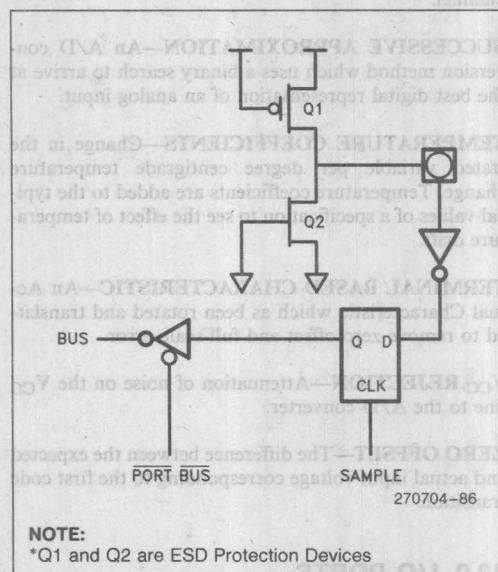 SUCCESSIVE APPROXIMATION—An A/D con-
version method which uses a binary search to arrive at
the best digital representation of an analog input.
Q1
TEMPERATURE COEFFICIENTS—Change in the
stated variable per degree centigrade temperature
change. Temperature coefficients are added to the typi-
cal values of a specification to see the effect of tempera-
ture drift.
Q2
TERMINAL BASED CHARACTERISTIC—An Ac-
tual Characteristic which as been rotated and translat-
ed to remove zero offset and full scale error.
BUS
Q D
CLK
VCC REJECTION—Attenuation of noise on the VCC
line to the A/D converter.
ZERO OFFSET—The difference between the expected
and actual input voltage corresponding to the first code
transition.
PORT BUS
SAMPLE
270704-86
NOTE:
*Q1 and Q2 are ESD Protection Devices
I/O PORTS